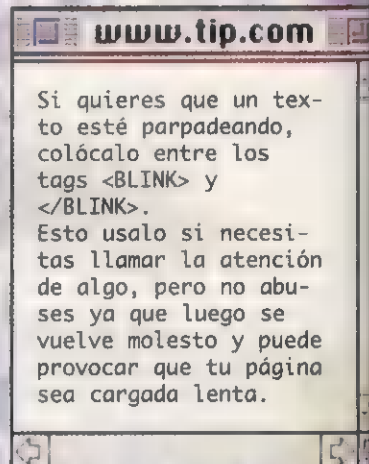 www.tip.com
Si quieres que un tex-
to esté parpadeando,
colócalo entre los
tags <BLINK> y
</BLINK>.
Esto usalo si necesi-
tas llamar la atención
de algo, pero no abu-
ses ya que luego se
vuelve molesto y puede
provocar que tu página
sea cargada lenta.